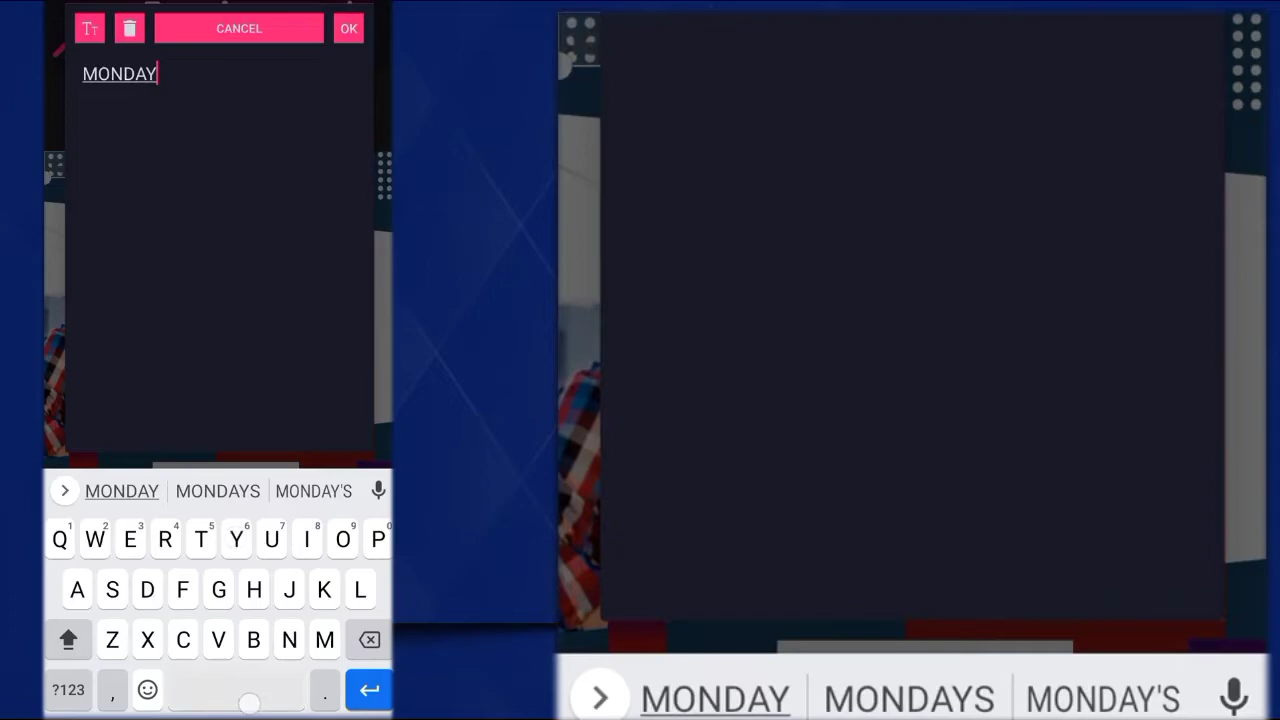 Tт CANCEL OK
MONDAY
MONDAY MONDAYS MONDAY'S
Q1 W2 E3 R4 T5 Y6 U7 I8 O9 P0
A S D F G H J K L
Z X C V B N M
?123 , .
MONDAY MONDAYS MONDAY'S